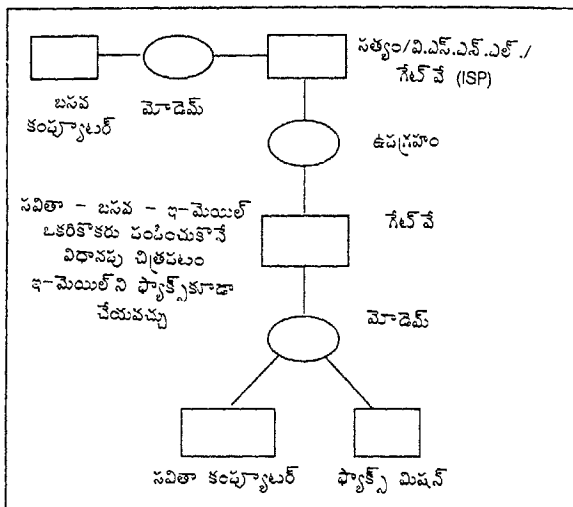 సత్యం/వి.ఎస్.ఎన్.ఎల్./
గేట్ వే (ISP)
బసవ
కంప్యూటర్
మోడెమ్
ఉపగ్రహం
సవితా - బసవ - ఇ-మెయిల్
ఒకరికొకరు పంపించుకొనే
విధానపు చిత్రపటం
ఇ-మెయిల్‌ని ఫ్యాక్స్‌కూడా
చేయవచ్చు
గేట్ వే
మోడెమ్
సవితా కంప్యూటర్
ఫ్యాక్స్ మిషన్